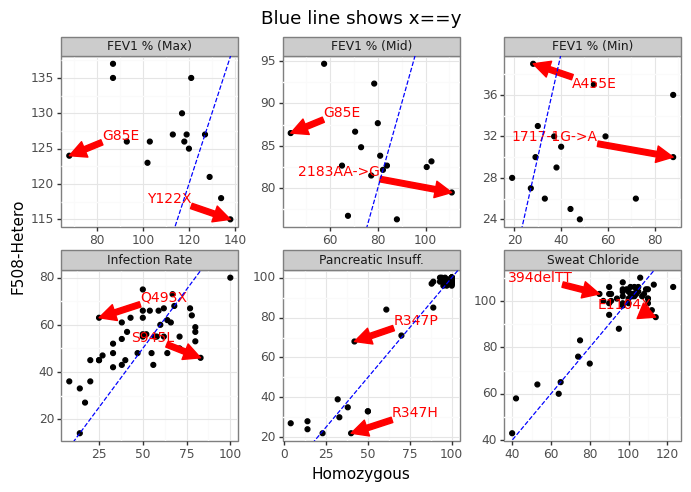 Blue line shows x==y
FEV1 % (Max)
FEV1 % (Mid)
FEV1 % (Min)
135
130
125
120
115
G85E
Y122X
80
100
120
140
95
90
85
80
G85E
2183AA->G
60
80
100
36
32
28
24
A455E
1717-1G->A
20
40
60
80
F508-Hetero
Infection Rate
Pancreatic Insuff.
Sweat Chloride
80
60
40
20
Q493X
S945L
25
50
75
100
100
80
60
40
20
R347P
R347H
0
25
50
75
100
100
80
60
40
394delTT
40
60
80
100
120
Homozygous